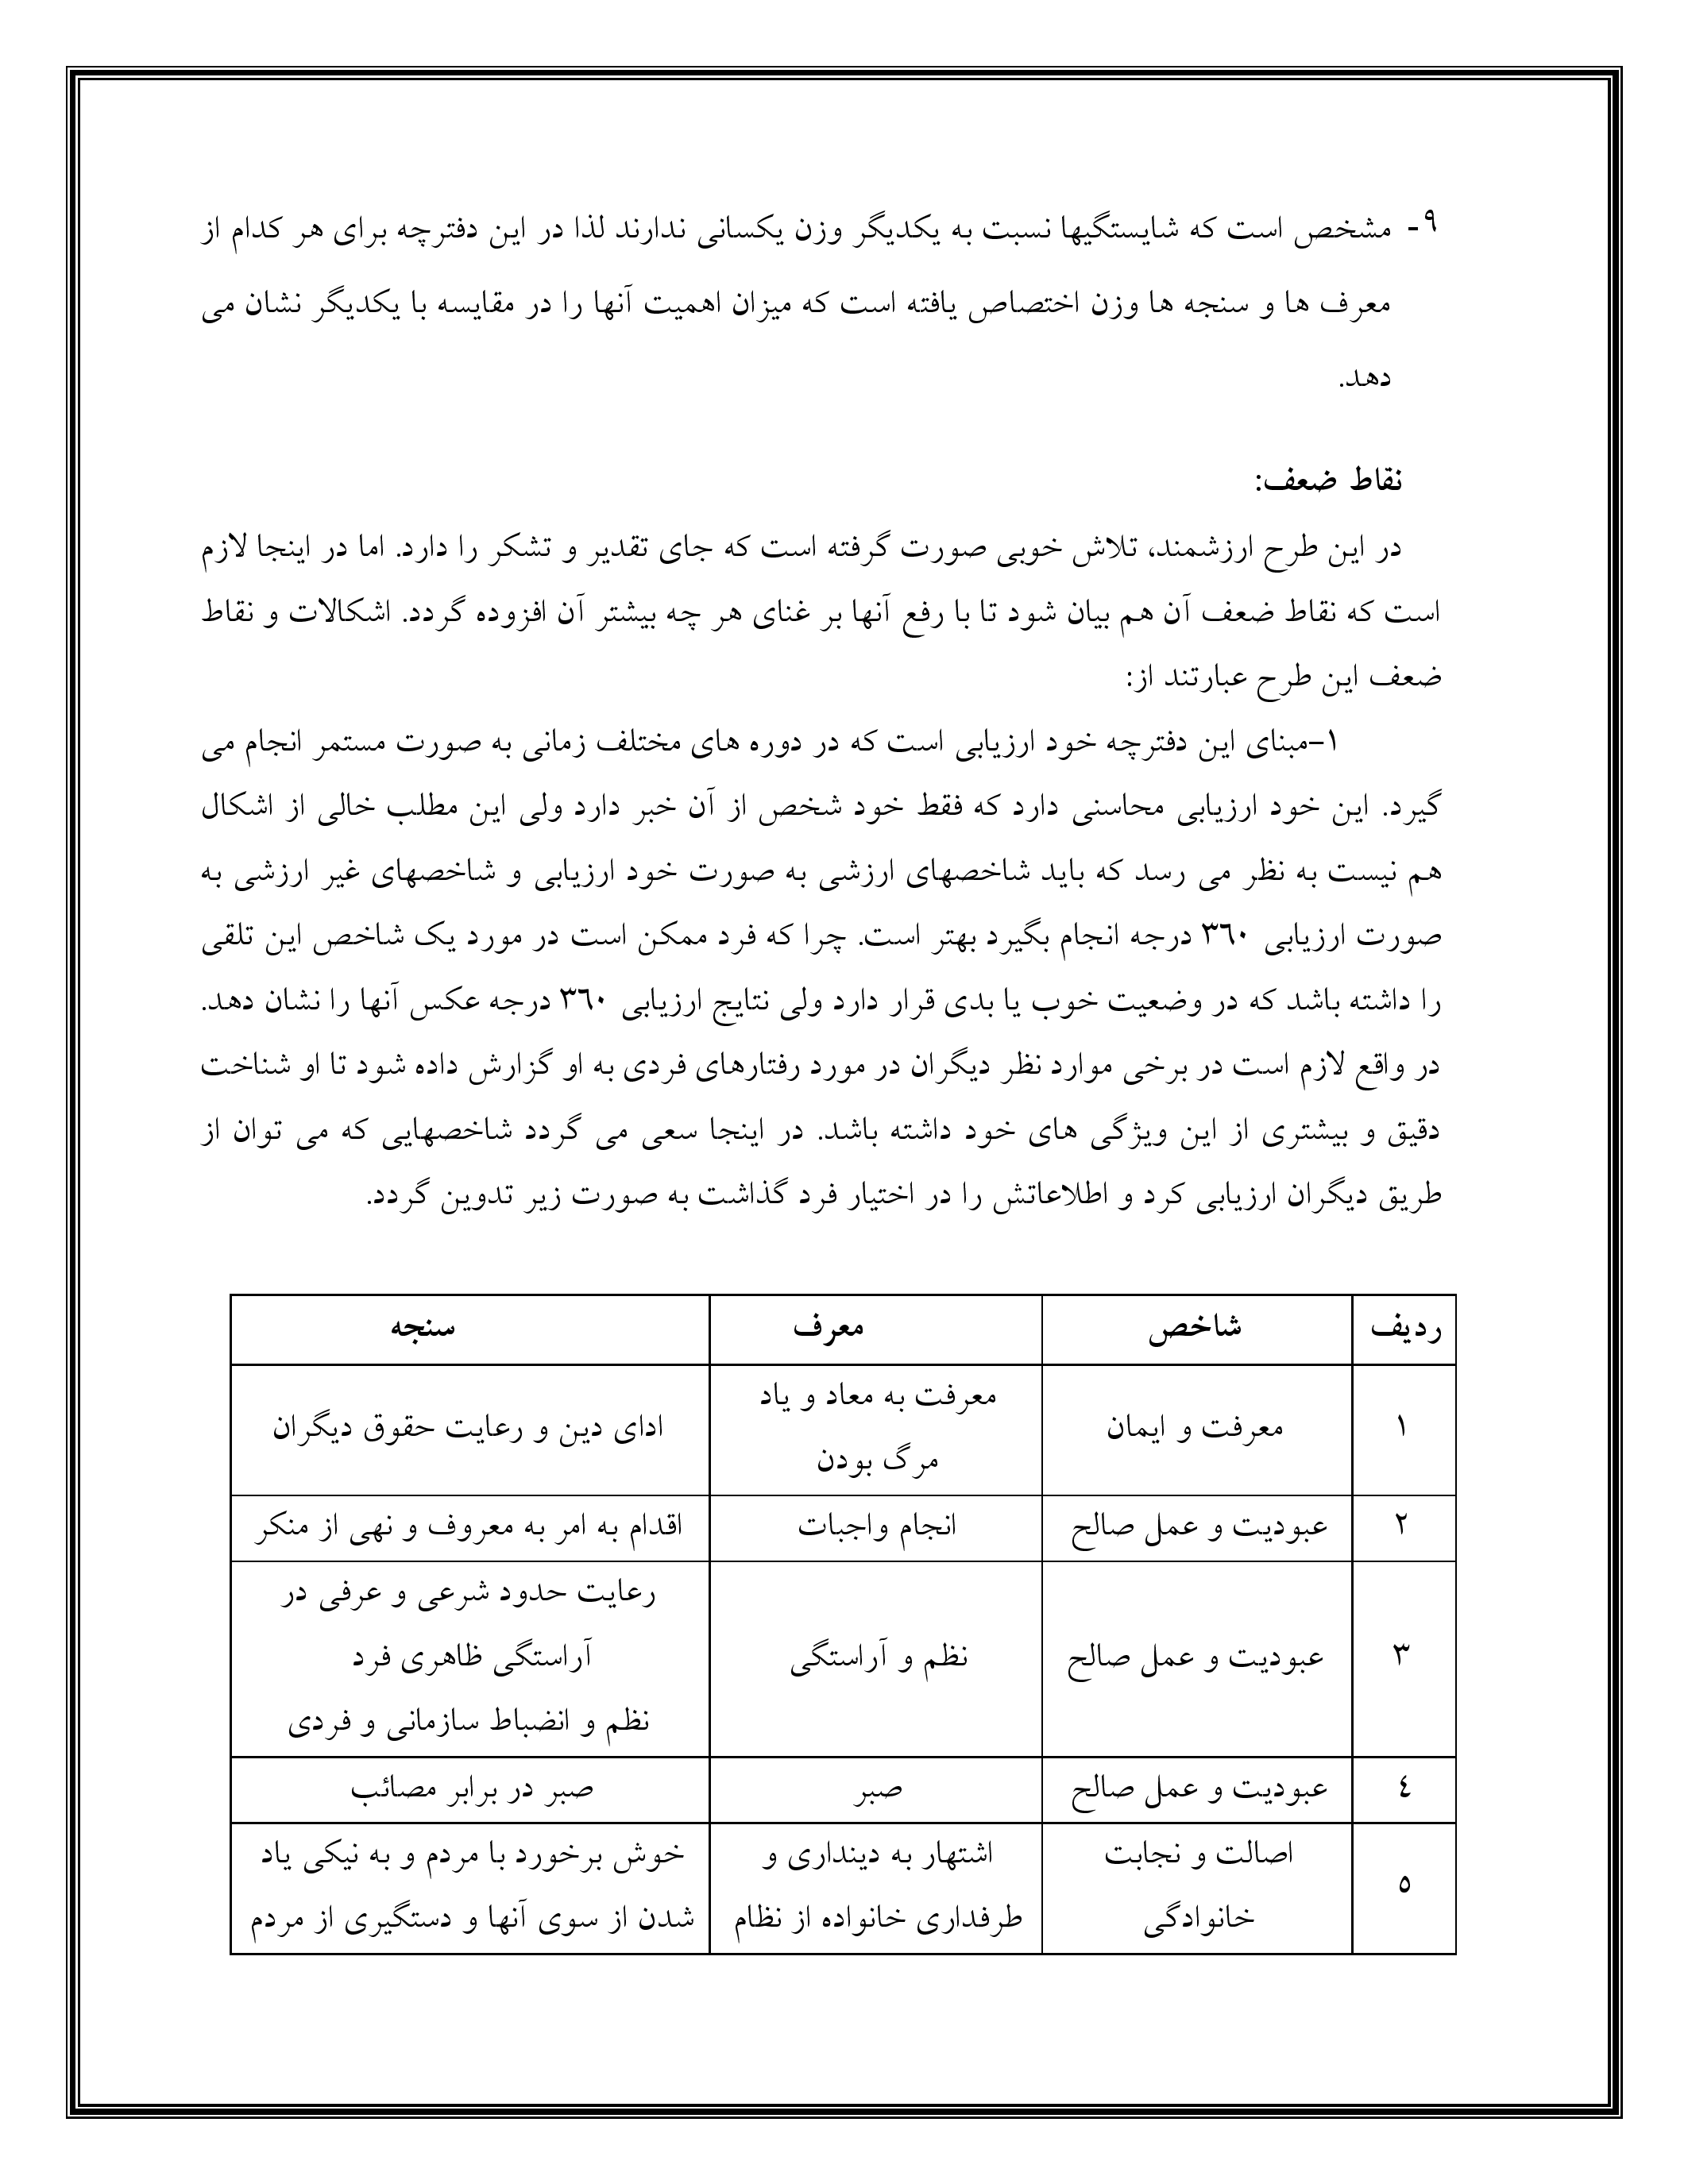 ۹- مشخص است که شایستگیها نسبت به یکدیگر وزن یکسانی ندارند لذا در این دفترچه برای هر کدام از
معرف ها و سنجه ها وزن اختصاص یافته است که میزان اهمیت آنها را در مقایسه با یکدیگر نشان می
دهد.
نقاط ضعف:
در این طرح ارزشمند، تلاش خوبی صورت گرفته است که جای تقدیر و تشکر را دارد. اما در اینجا لازم
است که نقاط ضعف آن هم بیان شود تا با رفع آنها بر غنای هر چه بیشتر آن افزوده گردد. اشکالات و نقاط
ضعف این طرح عبارتند از:
۱-مبنای این دفترچه خود ارزیابی است که در دوره های مختلف زمانی به صورت مستمر انجام می
گیرد. این خود ارزیابی محاسنی دارد که فقط خود شخص از آن خبر دارد ولی این مطلب خالی از اشکال
هم نیست به نظر می رسد که باید شاخصهای ارزشی به صورت خود ارزیابی و شاخصهای غیر ارزشی به
صورت ارزیابی ٣٦٠ درجه انجام بگیرد بهتر است. چرا که فرد ممکن است در مورد یک شاخص این تلقی
را داشته باشد که در وضعیت خوب یا بدی قرار دارد ولی نتایج ارزیابی ٣٦٠ درجه عکس آنها را نشان دهد.
در واقع لازم است در برخی موارد نظر دیگران در مورد رفتارهای فردی به او گزارش داده شود تا او شناخت
دقیق و بیشتری از این ویژگی های خود داشته باشد. در اینجا سعی می گردد شاخصهایی که می توان از
طریق دیگران ارزیابی کرد و اطلاعاتش را در اختیار فرد گذاشت به صورت زیر تدوین گردد.
ردیف شاخص معرف سنجه
١ معرفت و ایمان معرفت به معاد و یاد
مرگ بودن ادای دین و رعایت حقوق دیگران
٢ عبودیت و عمل صالح انجام واجبات اقدام به امر به معروف و نهی از منکر
٣ عبودیت و عمل صالح نظم و آراستگی رعایت حدود شرعی و عرفی در
آراستگی ظاهری فرد
نظم و انضباط سازمانی و فردی
٤ عبودیت و عمل صالح صبر صبر در برابر مصائب
٥ اصالت و نجابت
خانوادگی اشتهار به دینداری و
طرفداری خانواده از نظام خوش برخورد با مردم و به نیکی یاد
شدن از سوی آنها و دستگیری از مردم